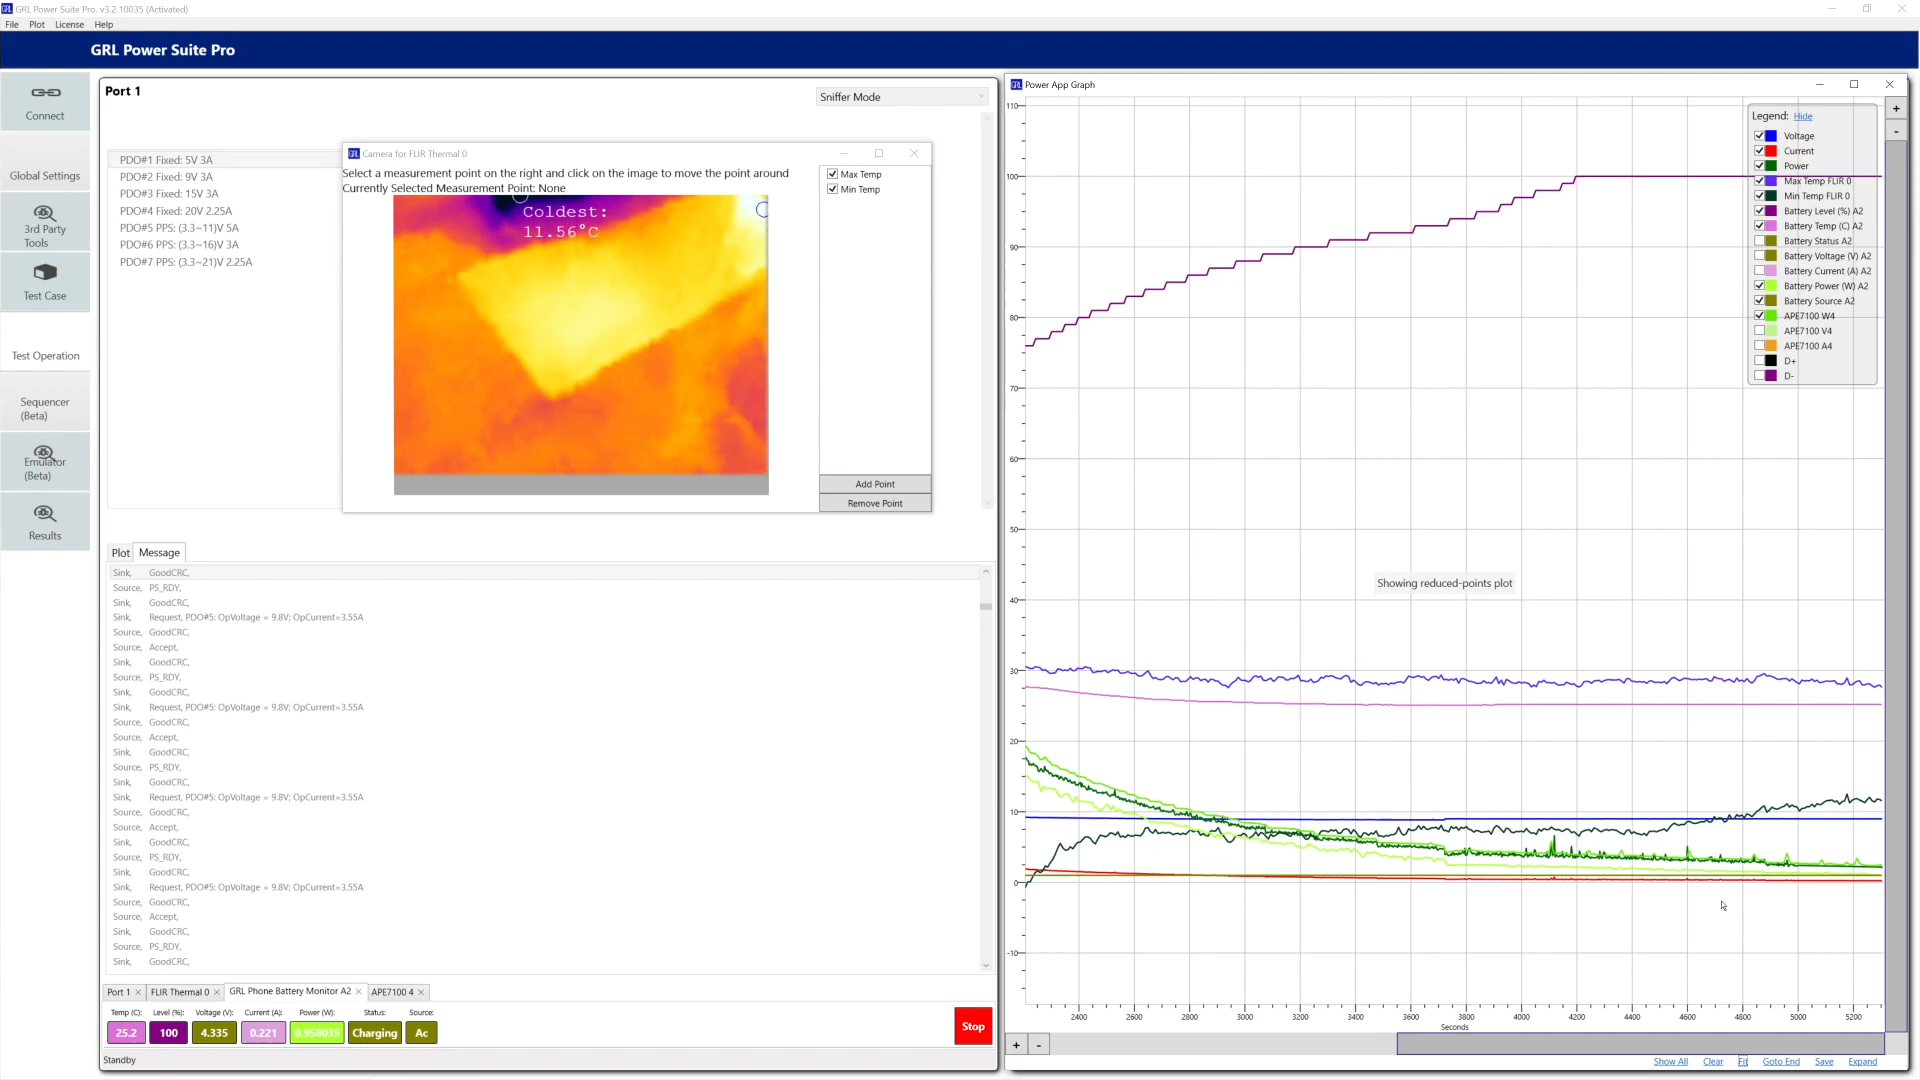 GRL Power Suite Pro. v3.2.10035 (Activated)
File Plot License Help
GRL Power Suite Pro
Connect
Global Settings
3rd Party
Tools
Test Case
Test Operation
Sequencer
(Beta)
Emulator
(Beta)
Results
Port 1
Sniffer Mode
PDO#1 Fixed: 5V 3A
PDO#2 Fixed: 9V 3A
PDO#3 Fixed: 15V 3A
PDO#4 Fixed: 20V 2.25A
PDO#5 PPS: (3.3~11)V 5A
PDO#6 PPS: (3.3~16)V 3A
PDO#7 PPS: (3.3~21)V 2.25A
GRL Camera for FLIR Thermal 0
Select a measurement point on the right and click on the image to move the point around
Currently Selected Measurement Point: None
Coldest:
11.56°C
Max Temp
Min Temp
Add Point
Remove Point
Plot Message
Sink, GoodCRC,
Source, PS_RDY,
Sink, GoodCRC,
Sink, Request, PDO#5: OpVoltage = 9.8V; OpCurrent=3.55A
Source, GoodCRC,
Source, Accept,
Sink, GoodCRC,
Source, PS_RDY,
Sink, GoodCRC,
Sink, Request, PDO#5: OpVoltage = 9.8V; OpCurrent=3.55A
Source, GoodCRC,
Source, Accept,
Sink, GoodCRC,
Source, PS_RDY,
Sink, GoodCRC,
Sink, Request, PDO#5: OpVoltage = 9.8V; OpCurrent=3.55A
Source, GoodCRC,
Source, Accept,
Sink, GoodCRC,
Source, PS_RDY,
Sink, GoodCRC,
Sink, Request, PDO#5: OpVoltage = 9.8V; OpCurrent=3.55A
Source, GoodCRC,
Source, Accept,
Sink, GoodCRC,
Source, PS_RDY,
Sink, GoodCRC,
Port 1 FLIR Thermal 0 GRL Phone Battery Monitor A2 APE7100 4
Temp (C): Level (%): Voltage (V): Current (A): Power (W): Status: Source:
25.2 100 4.335 0.221 0.958035 Charging Ac
Stop
Standby
GRL Power App Graph
Legend: Hide
Voltage
Current
Power
Max Temp FLIR 0
Min Temp FLIR 0
Battery Level (%) A2
Battery Temp (C) A2
Battery Status A2
Battery Voltage (V) A2
Battery Current (A) A2
Battery Power (W) A2
Battery Source A2
APE7100 W4
APE7100 V4
APE7100 A4
D+
D-
+
-
110
100
90
80
70
60
50
40
30
20
10
0
-10
Showing reduced-points plot
2400 2600 2800 3000 3200 3400 3600 3800 4000 4200 4400 4600 4800 5000 5200
Seconds
+ -
Show All Clear Fit Goto End Save Expand